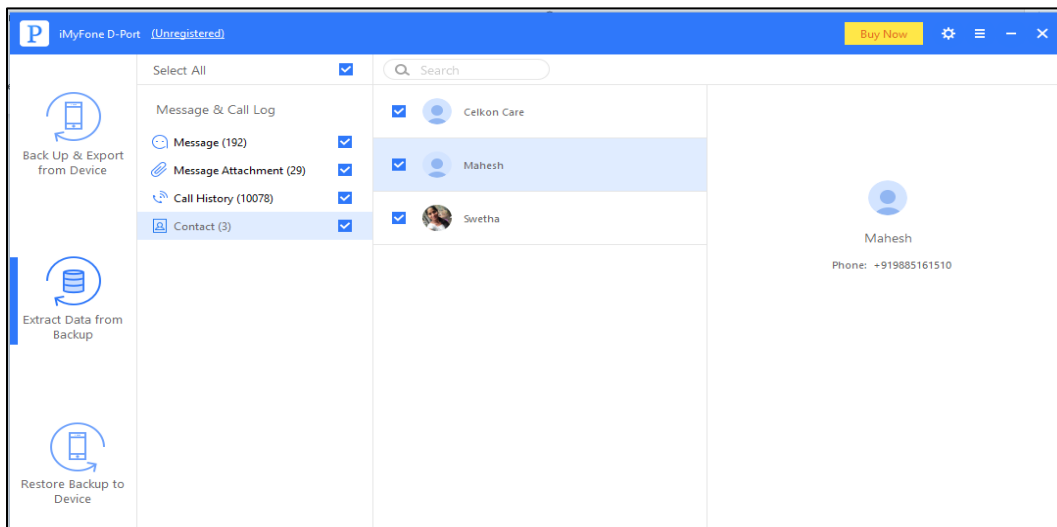 P iMyFone D-Port (Unregistered) Buy Now
Back Up & Export
from Device
Extract Data from
Backup
Restore Backup to
Device
Select All
Message & Call Log
Message (192)
Message Attachment (29)
Call History (10078)
Contact (3)
Search
Celkon Care
Mahesh
Swetha
Mahesh
Phone: +919885161510